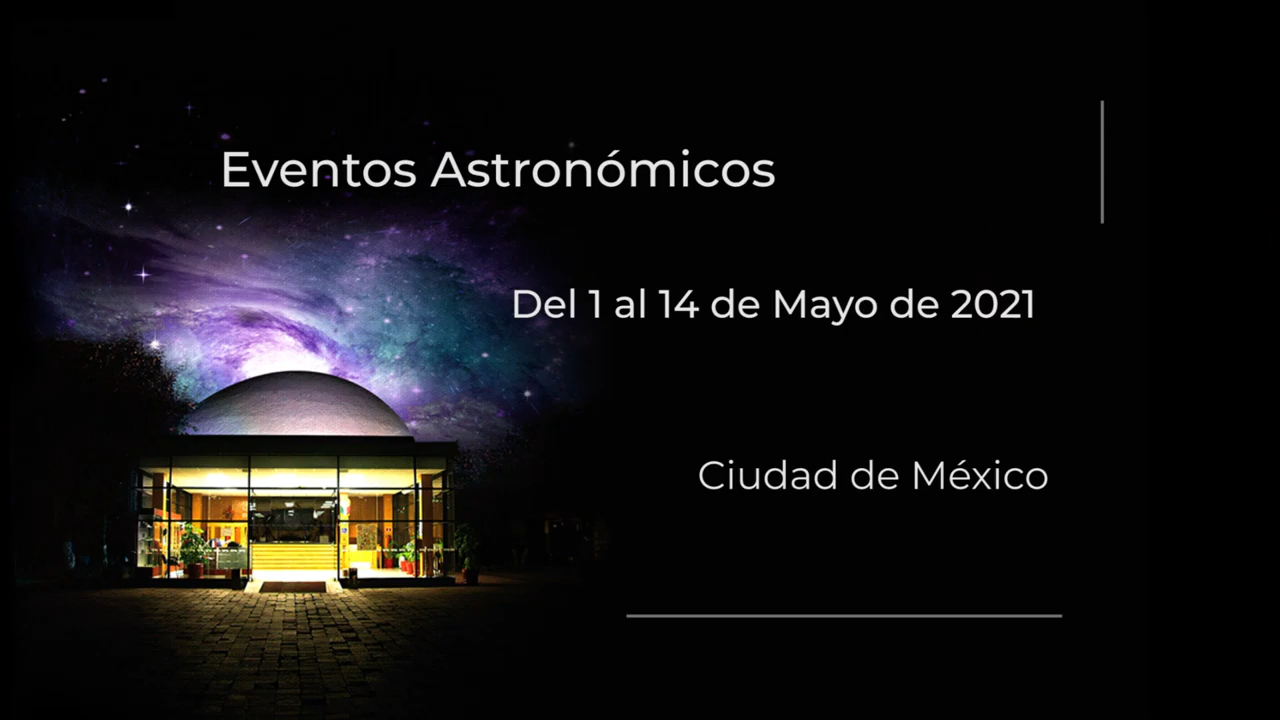 Eventos Astronómicos
Del 1 al 14 de Mayo de 2021
Ciudad de México